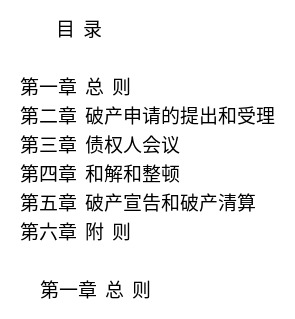 目 录
第一章 总 则
第二章 破产申请的提出和受理
第三章 债权人会议
第四章 和解和整顿
第五章 破产宣告和破产清算
第六章 附 则
第一章 总 则